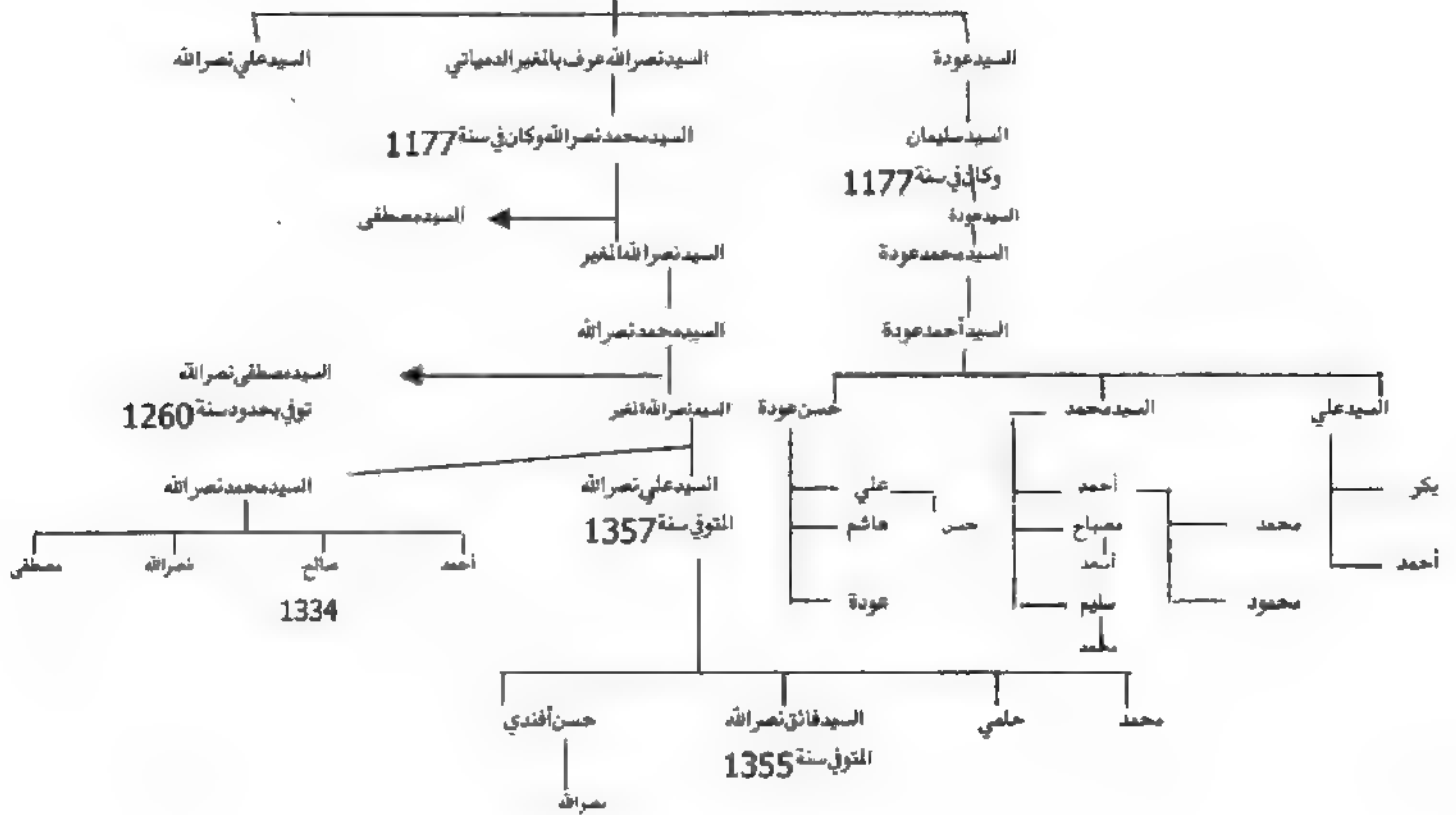 السيد عودة
السيد نصر الله عرف بالمغير الدمياتي
السيد علي نصر الله
السيد سليمان
وكان في سنة 1177
السيد محمد نصر الله وكان في سنة 1177
السيد عودة
السيد مصطفى
السيد محمد عودة
السيد نصر الله المغير
السيد أحمد عودة
السيد محمد نصر الله
السيد مصطفى نصر الله
توفي بحدود سنة 1260
السيد علي
السيد محمد
حسن عودة
السيد نصر الله المغير
بكر
أحمد
علي
السيد علي نصر الله
المتوفي سنة 1357
السيد محمد نصر الله
محمد
مصباح
حسن
هاشم
أحمد
أسعد
أحمد
صالح
نصر الله
مصطفى
1334
محمود
سليم
عودة
محمد
محمد
حلمي
السيد فائق نصر الله
المتوفي سنة 1355
حسن أفندي
نصر الله